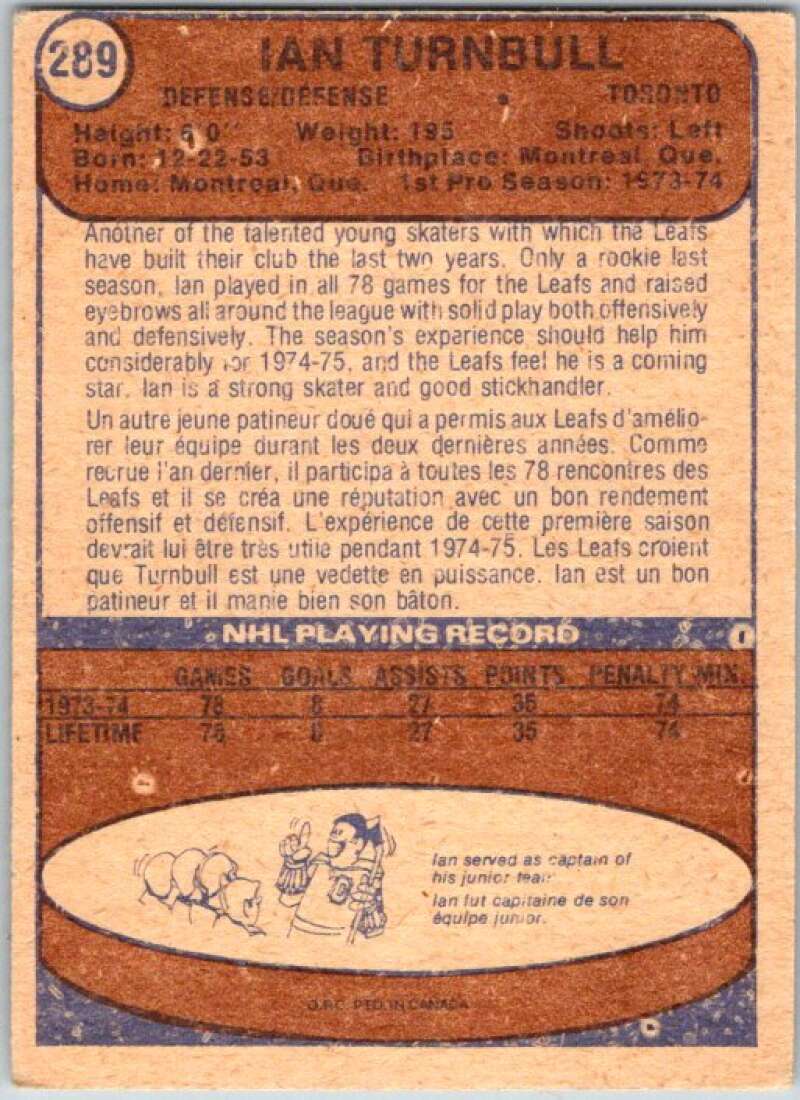 289
IAN TURNBULL
DEFENSE/DÉFENSE • TORONTO
Height: 6'0" Weight: 195 Shoots: Left
Born: 12-22-53 Birthplace: Montreal, Que.
Home: Montreal, Que. 1st Pro Season: 1973-74
Another of the talented young skaters with which the Leafs
have built their club the last two years. Only a rookie last
season, Ian played in all 78 games for the Leafs and raised
eyebrows all around the league with solid play both offensively
and defensively. The season's experience should help him
considerably for 1974-75, and the Leafs feel he is a coming
star. Ian is a strong skater and good stickhandler.
Un autre jeune patineur doué qui a permis aux Leafs d'amélio-
rer leur équipe durant les deux dernières années. Comme
recrue l'an dernier, il participa à toutes les 78 rencontres des
Leafs et il se créa une réputation avec un bon rendement
offensif et défensif. L'expérience de cette première saison
devrait lui être très utile pendant 1974-75. Les Leafs croient
que Turnbull est une vedette en puissance. Ian est un bon
patineur et il manie bien son bâton.
NHL PLAYING RECORD
GAMES GOALS ASSISTS POINTS PENALTY MIN.
1973-74 78 8 27 35 74
LIFETIME 78 8 27 35 74
C
Ian served as captain of
his junior team.
Ian fut capitaine de son
équipe junior.
O.P.C. PTD. IN CANADA